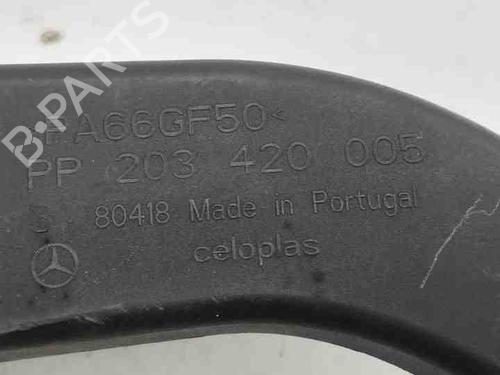 PA66GF50<
PP 203 420 005
80418 Made in Portugal
celoplas
B-PARTS